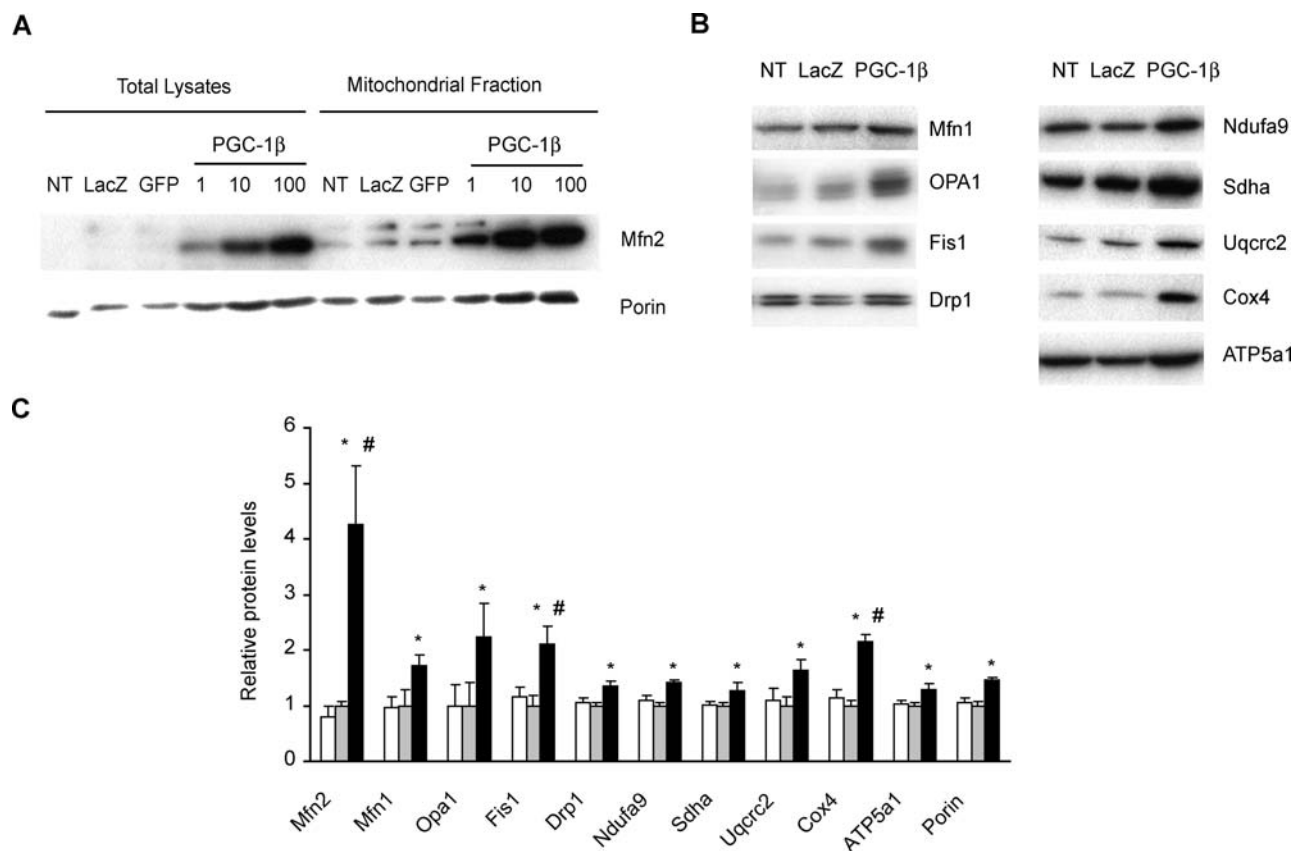 A
Total Lysates Mitochondrial Fraction
PGC-1β PGC-1β
NT LacZ GFP 1 10 100 NT LacZ GFP 1 10 100
Mfn2
Porin
B
NT LacZ PGC-1β
Mfn1
OPA1
Fis1
Drp1
NT LacZ PGC-1β
Ndufa9
Sdha
Uqcrc2
Cox4
ATP5a1
C
Relative protein levels
6
5
4
3
2
1
0
* #
*
*
* #
*
*
*
*
* #
*
*
Mfn2 Mfn1 Opa1 Fis1 Drp1 Ndufa9 Sdha Uqcrc2 Cox4 ATP5a1 Porin